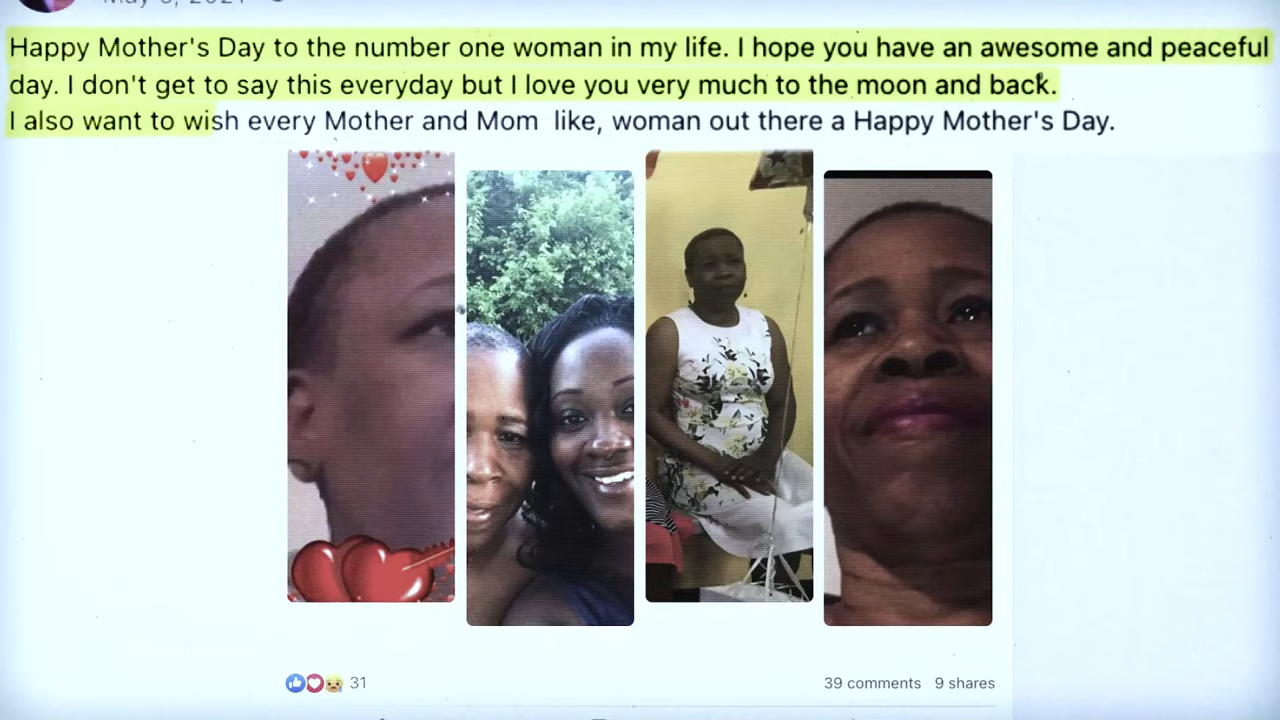 Happy Mother's Day to the number one woman in my life. I hope you have an awesome and peaceful
day. I don't get to say this everyday but I love you very much to the moon and back.
I also want to wish every Mother and Mom like, woman out there a Happy Mother's Day.
31
39 comments 9 shares